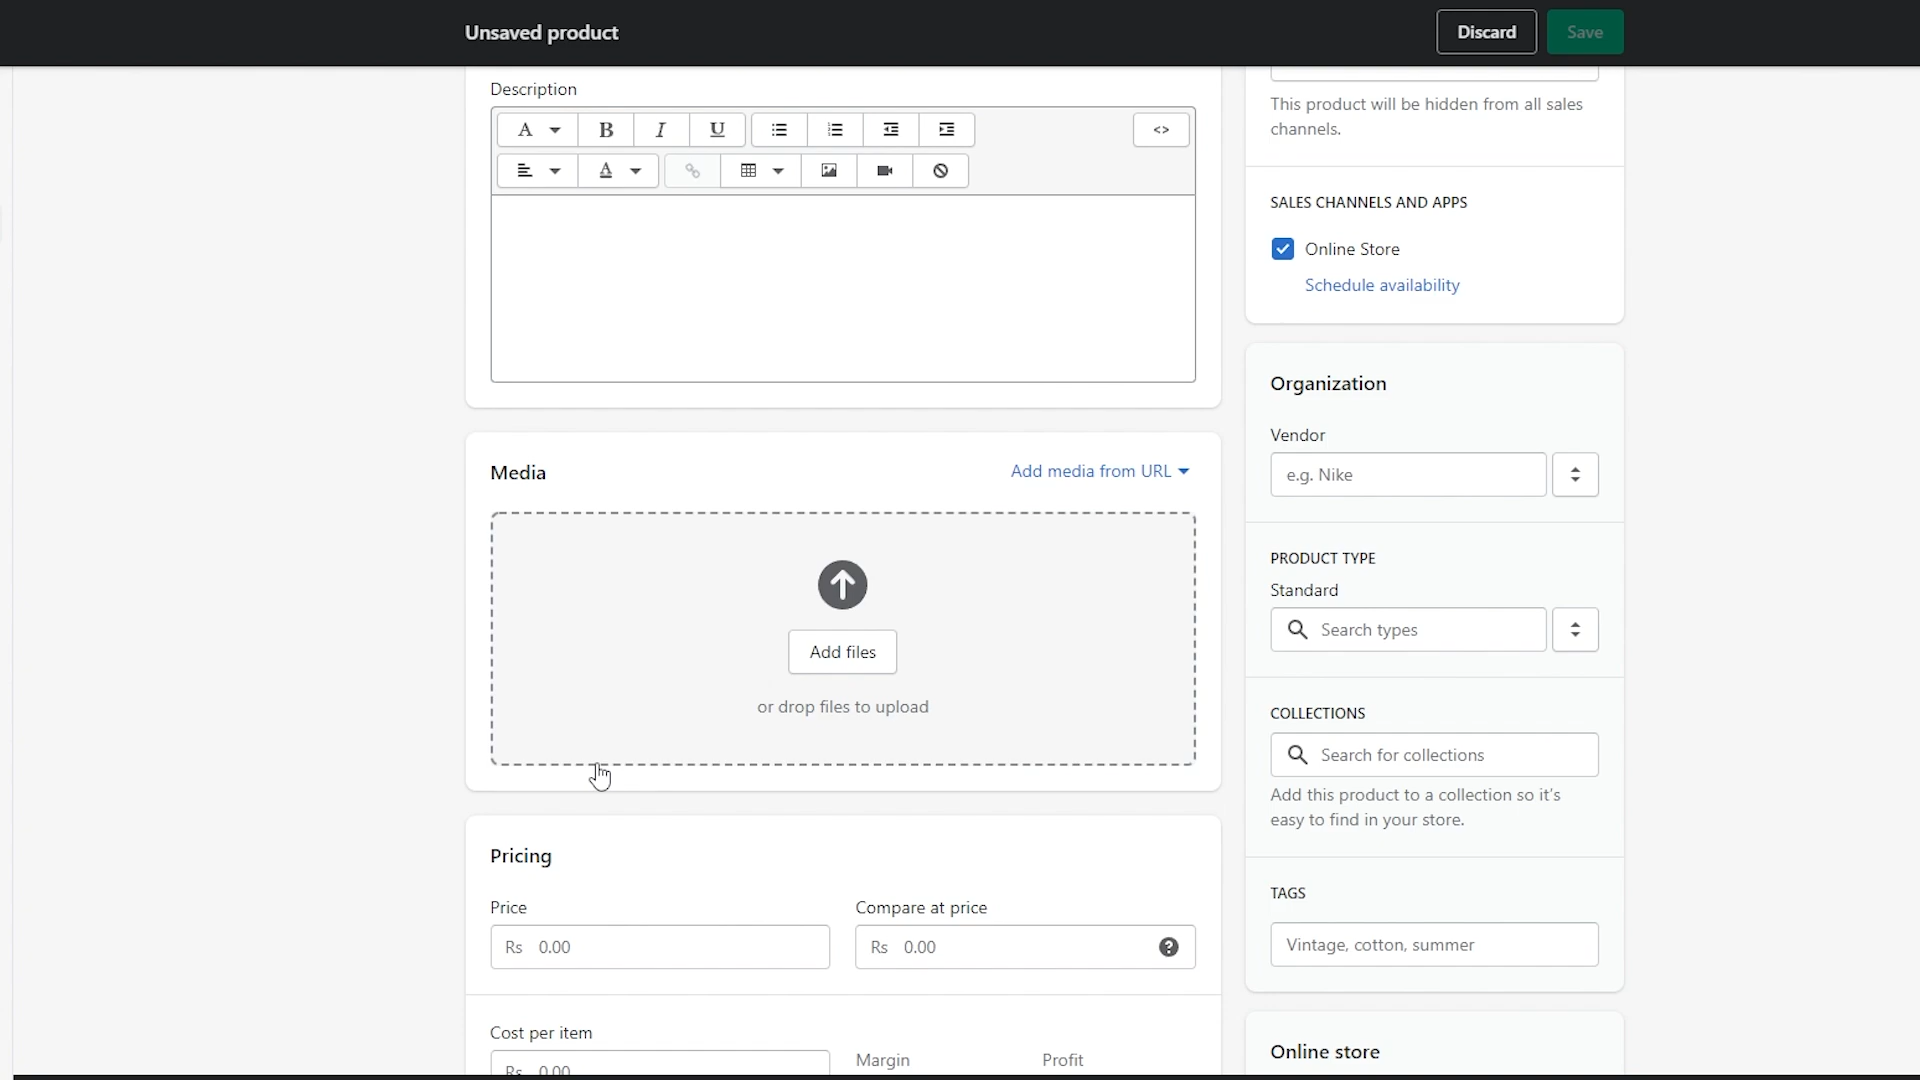 Unsaved product
Discard
Save
Description
A
B
I
U
<>
A
This product will be hidden from all sales
channels.
SALES CHANNELS AND APPS
Online Store
Schedule availability
Media
Add media from URL
Add files
or drop files to upload
Organization
Vendor
e.g. Nike
PRODUCT TYPE
Standard
Search types
COLLECTIONS
Search for collections
Add this product to a collection so it's
easy to find in your store.
TAGS
Vintage, cotton, summer
Pricing
Price
Compare at price
Rs 0.00
Rs 0.00
?
Cost per item
Rs 0.00
Margin
Profit
Online store